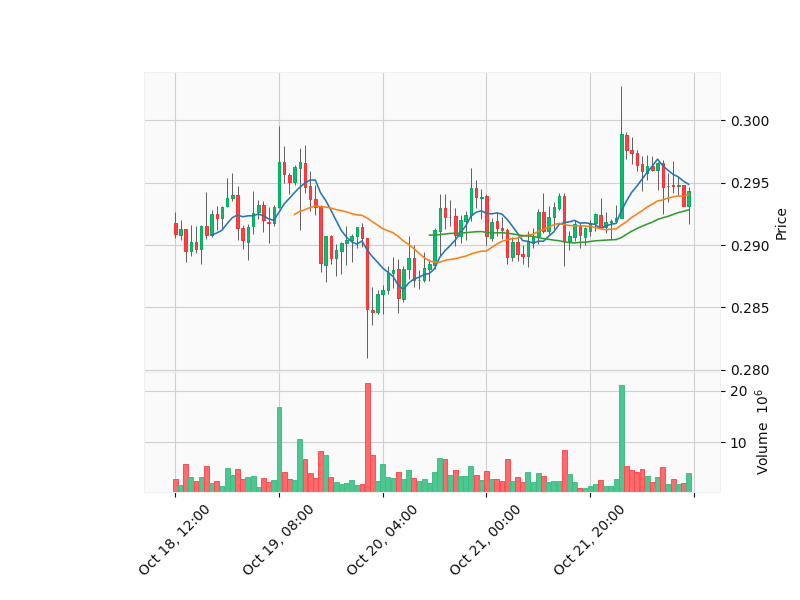 0.300
0.295
0.290
0.285
0.280
Price
20
10
Volume 10^6
Oct 18, 12:00
Oct 19, 08:00
Oct 20, 04:00
Oct 21, 00:00
Oct 21, 20:00